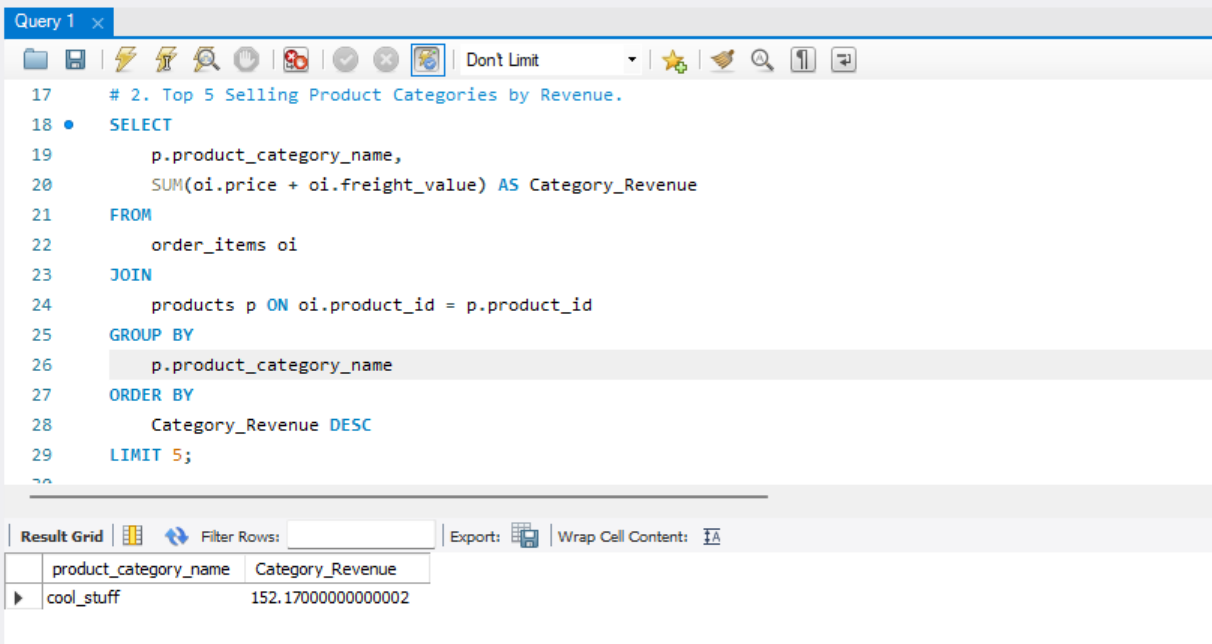 Query 1
Don't Limit
17 # 2. Top 5 Selling Product Categories by Revenue.
18 SELECT
19 p.product_category_name,
20 SUM(oi.price + oi.freight_value) AS Category_Revenue
21 FROM
22 order_items oi
23 JOIN
24 products p ON oi.product_id = p.product_id
25 GROUP BY
26 p.product_category_name
27 ORDER BY
28 Category_Revenue DESC
29 LIMIT 5;
30
Result Grid Filter Rows: Export: Wrap Cell Content: IA
product_category_name Category_Revenue
cool_stuff 152.17000000000002